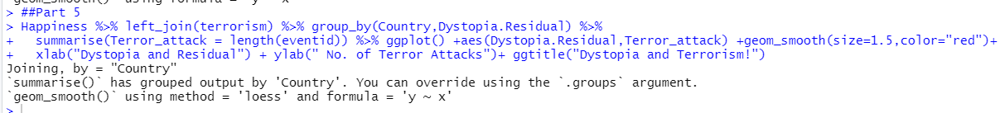 `geom_smooth()` using formula = 'y ~ x'
> ##Part 5
> Happiness %>% left_join(terrorism) %>% group_by(Country,Dystopia.Residual) %>%
+   summarise(Terror_attack = length(eventid)) %>% ggplot() +aes(Dystopia.Residual,Terror_attack) +geom_smooth(size=1.5,color="red")+
+   xlab("Dystopia and Residual") + ylab(" No. of Terror Attacks")+ ggtitle("Dystopia and Terrorism!")
Joining, by = "Country"
`summarise()` has grouped output by 'Country'. You can override using the `.groups` argument.
`geom_smooth()` using method = 'loess' and formula = 'y ~ x'
>